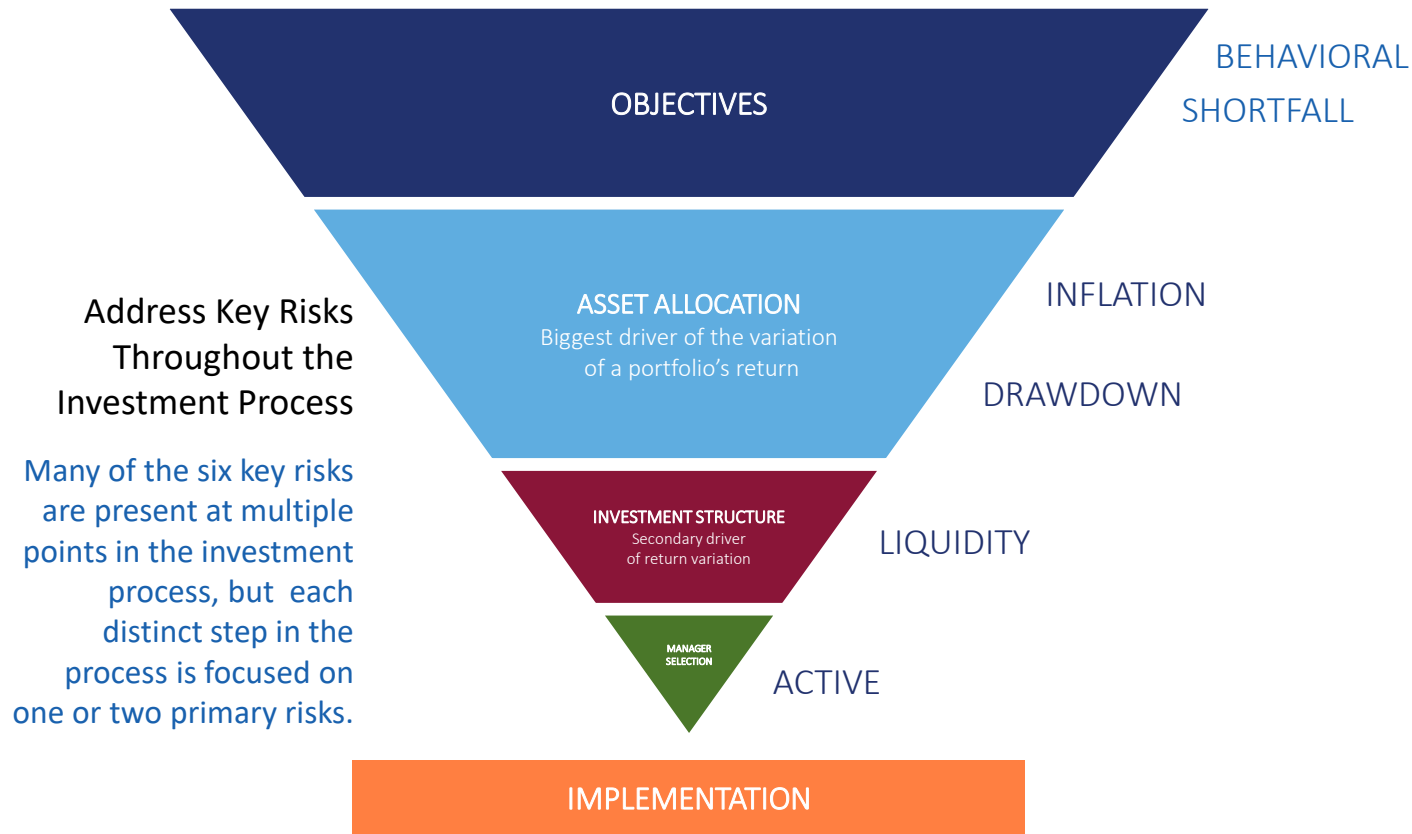 OBJECTIVES
BEHAVIORAL
SHORTFALL
Address Key Risks
Throughout the
Investment Process
Many of the six key risks
are present at multiple
points in the investment
process, but  each
distinct step in the
process is focused on
one or two primary risks.
ASSET ALLOCATION
Biggest driver of the variation
of a portfolio’s return
INFLATION
DRAWDOWN
INVESTMENT STRUCTURE
Secondary driver
of return variation
LIQUIDITY
MANAGER
SELECTION
ACTIVE
IMPLEMENTATION